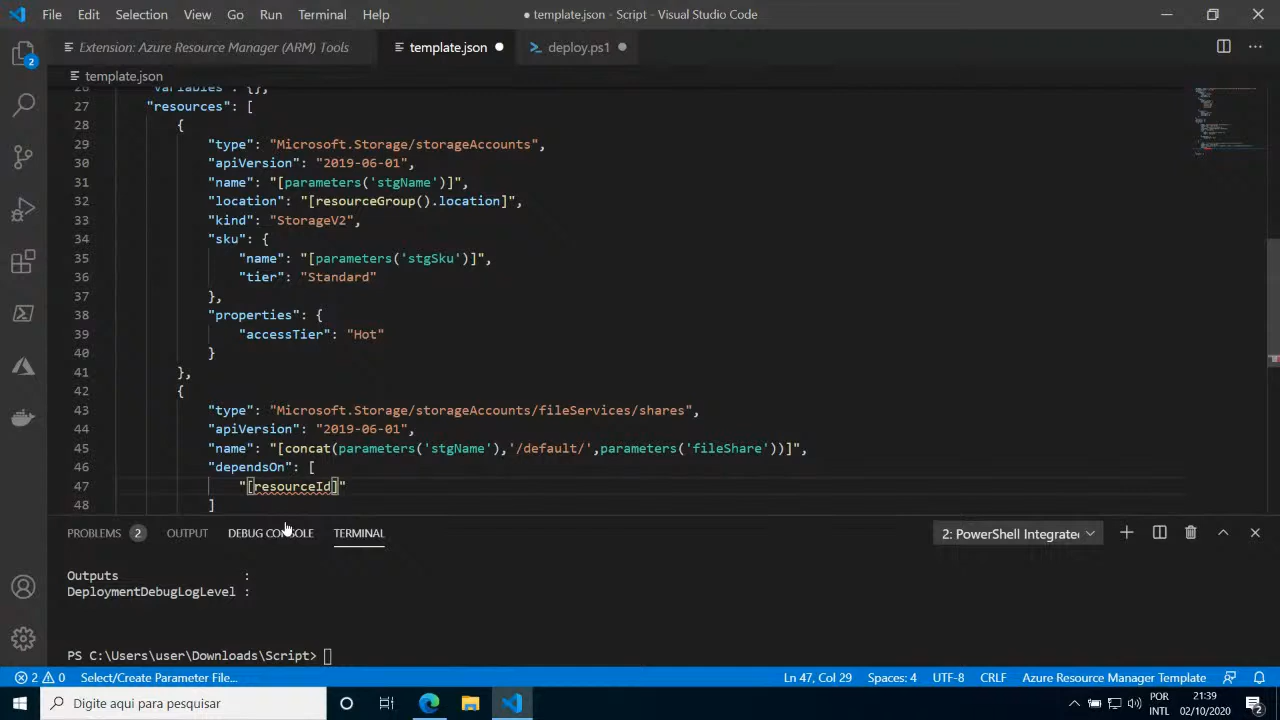 File Edit Selection View Go Run Terminal Help
● template.json - Script - Visual Studio Code
Extension: Azure Resource Manager (ARM) Tools
template.json ●
deploy.ps1 ●
2
template.json
26 "variables": {},
27 "resources": [
28 {
29 "type": "Microsoft.Storage/storageAccounts",
30 "apiVersion": "2019-06-01",
31 "name": "[parameters('stgName')]",
32 "location": "[resourceGroup().location]",
33 "kind": "StorageV2",
34 "sku": {
35 "name": "[parameters('stgSku')]",
36 "tier": "Standard"
37 },
38 "properties": {
39 "accessTier": "Hot"
40 }
41 },
42 {
43 "type": "Microsoft.Storage/storageAccounts/fileServices/shares",
44 "apiVersion": "2019-06-01",
45 "name": "[concat(parameters('stgName'),'/default/',parameters('fileShare'))]",
46 "dependsOn": [
47 "[resourceId]"
48 ]
PROBLEMS 2 OUTPUT DEBUG CONSOLE TERMINAL
2: PowerShell Integrated
Outputs :
DeploymentDebugLogLevel :
PS C:\Users\user\Downloads\Script>
2 0 Select/Create Parameter File...
Ln 47, Col 29 Spaces: 4 UTF-8 CRLF Azure Resource Manager Template
Digite aqui para pesquisar
POR
INTL
21:39
02/10/2020
2